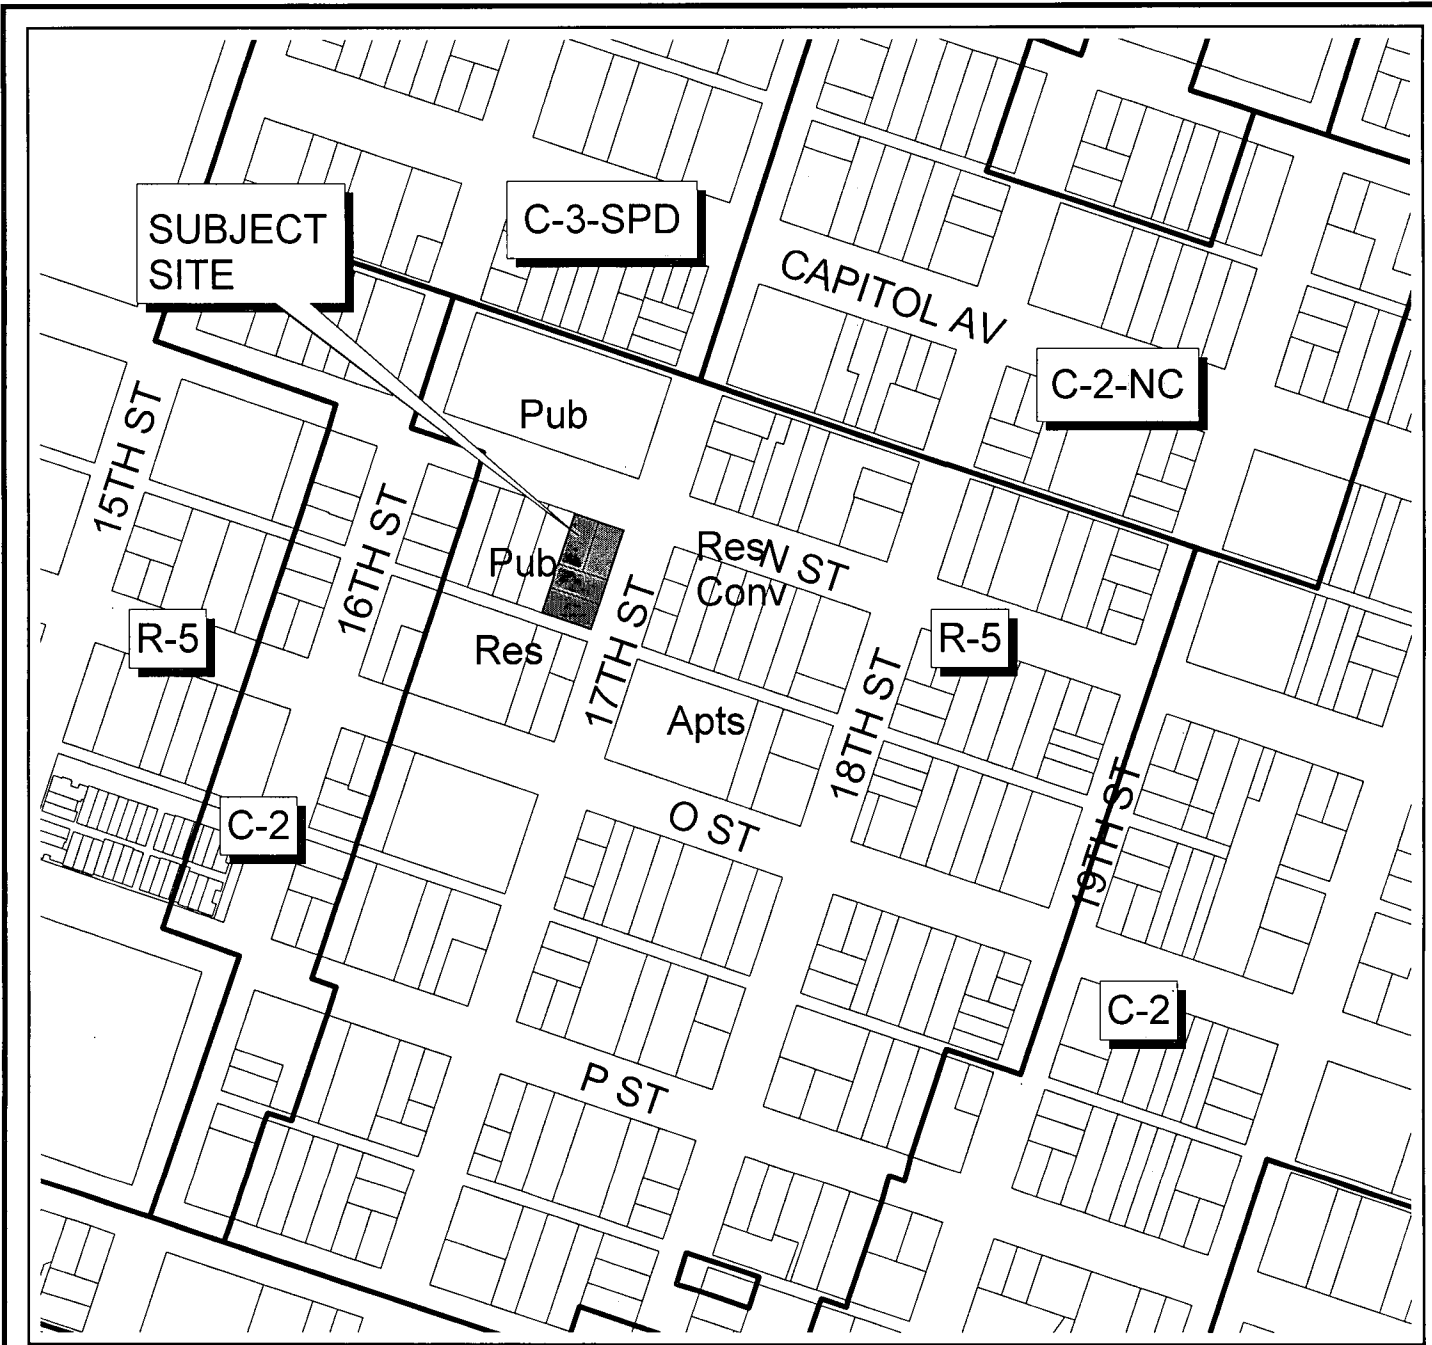 SUBJECT
SITE
C-3-SPD
CAPITOL AV
C-2-NC
Pub
15TH ST
16TH ST
Pub
Res
Conv
N ST
R-5
Res
17TH ST
R-5
18TH ST
Apts
C-2
O ST
19TH ST
C-2
P ST